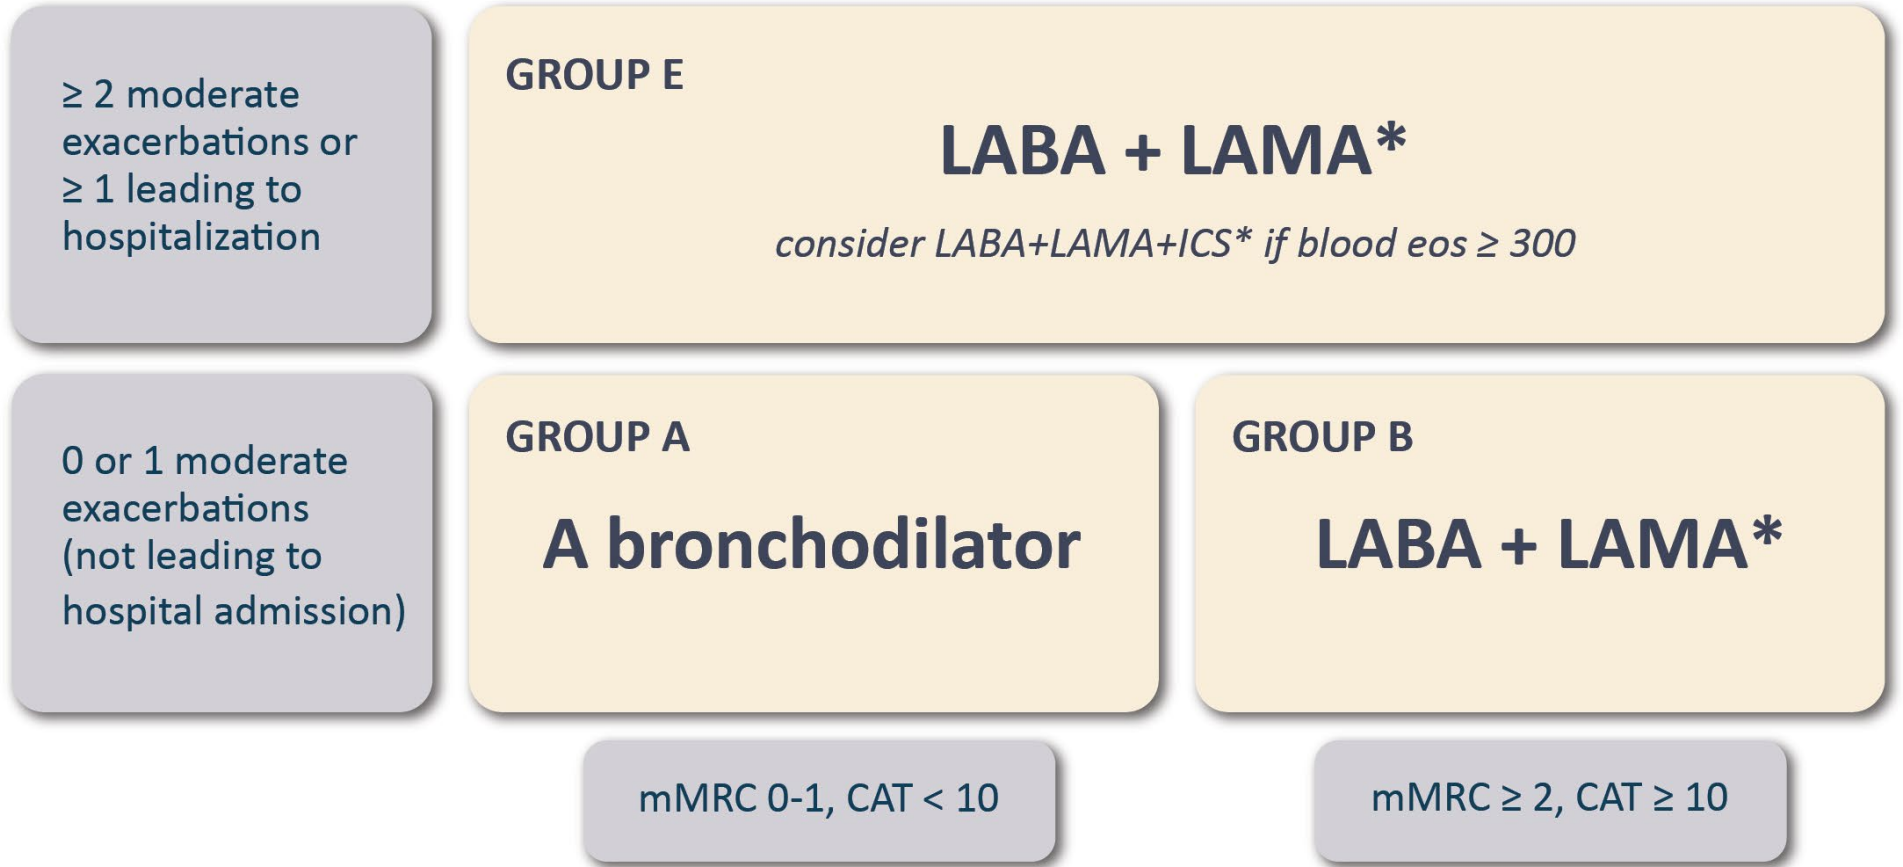 ≥ 2 moderate
exacerbations or
≥ 1 leading to
hospitalization
GROUP E
LABA + LAMA*
consider LABA+LAMA+ICS* if blood eos ≥ 300
0 or 1 moderate
exacerbations
(not leading to
hospital admission)
GROUP A
A bronchodilator
GROUP B
LABA + LAMA*
mMRC 0-1, CAT < 10
mMRC ≥ 2, CAT ≥ 10